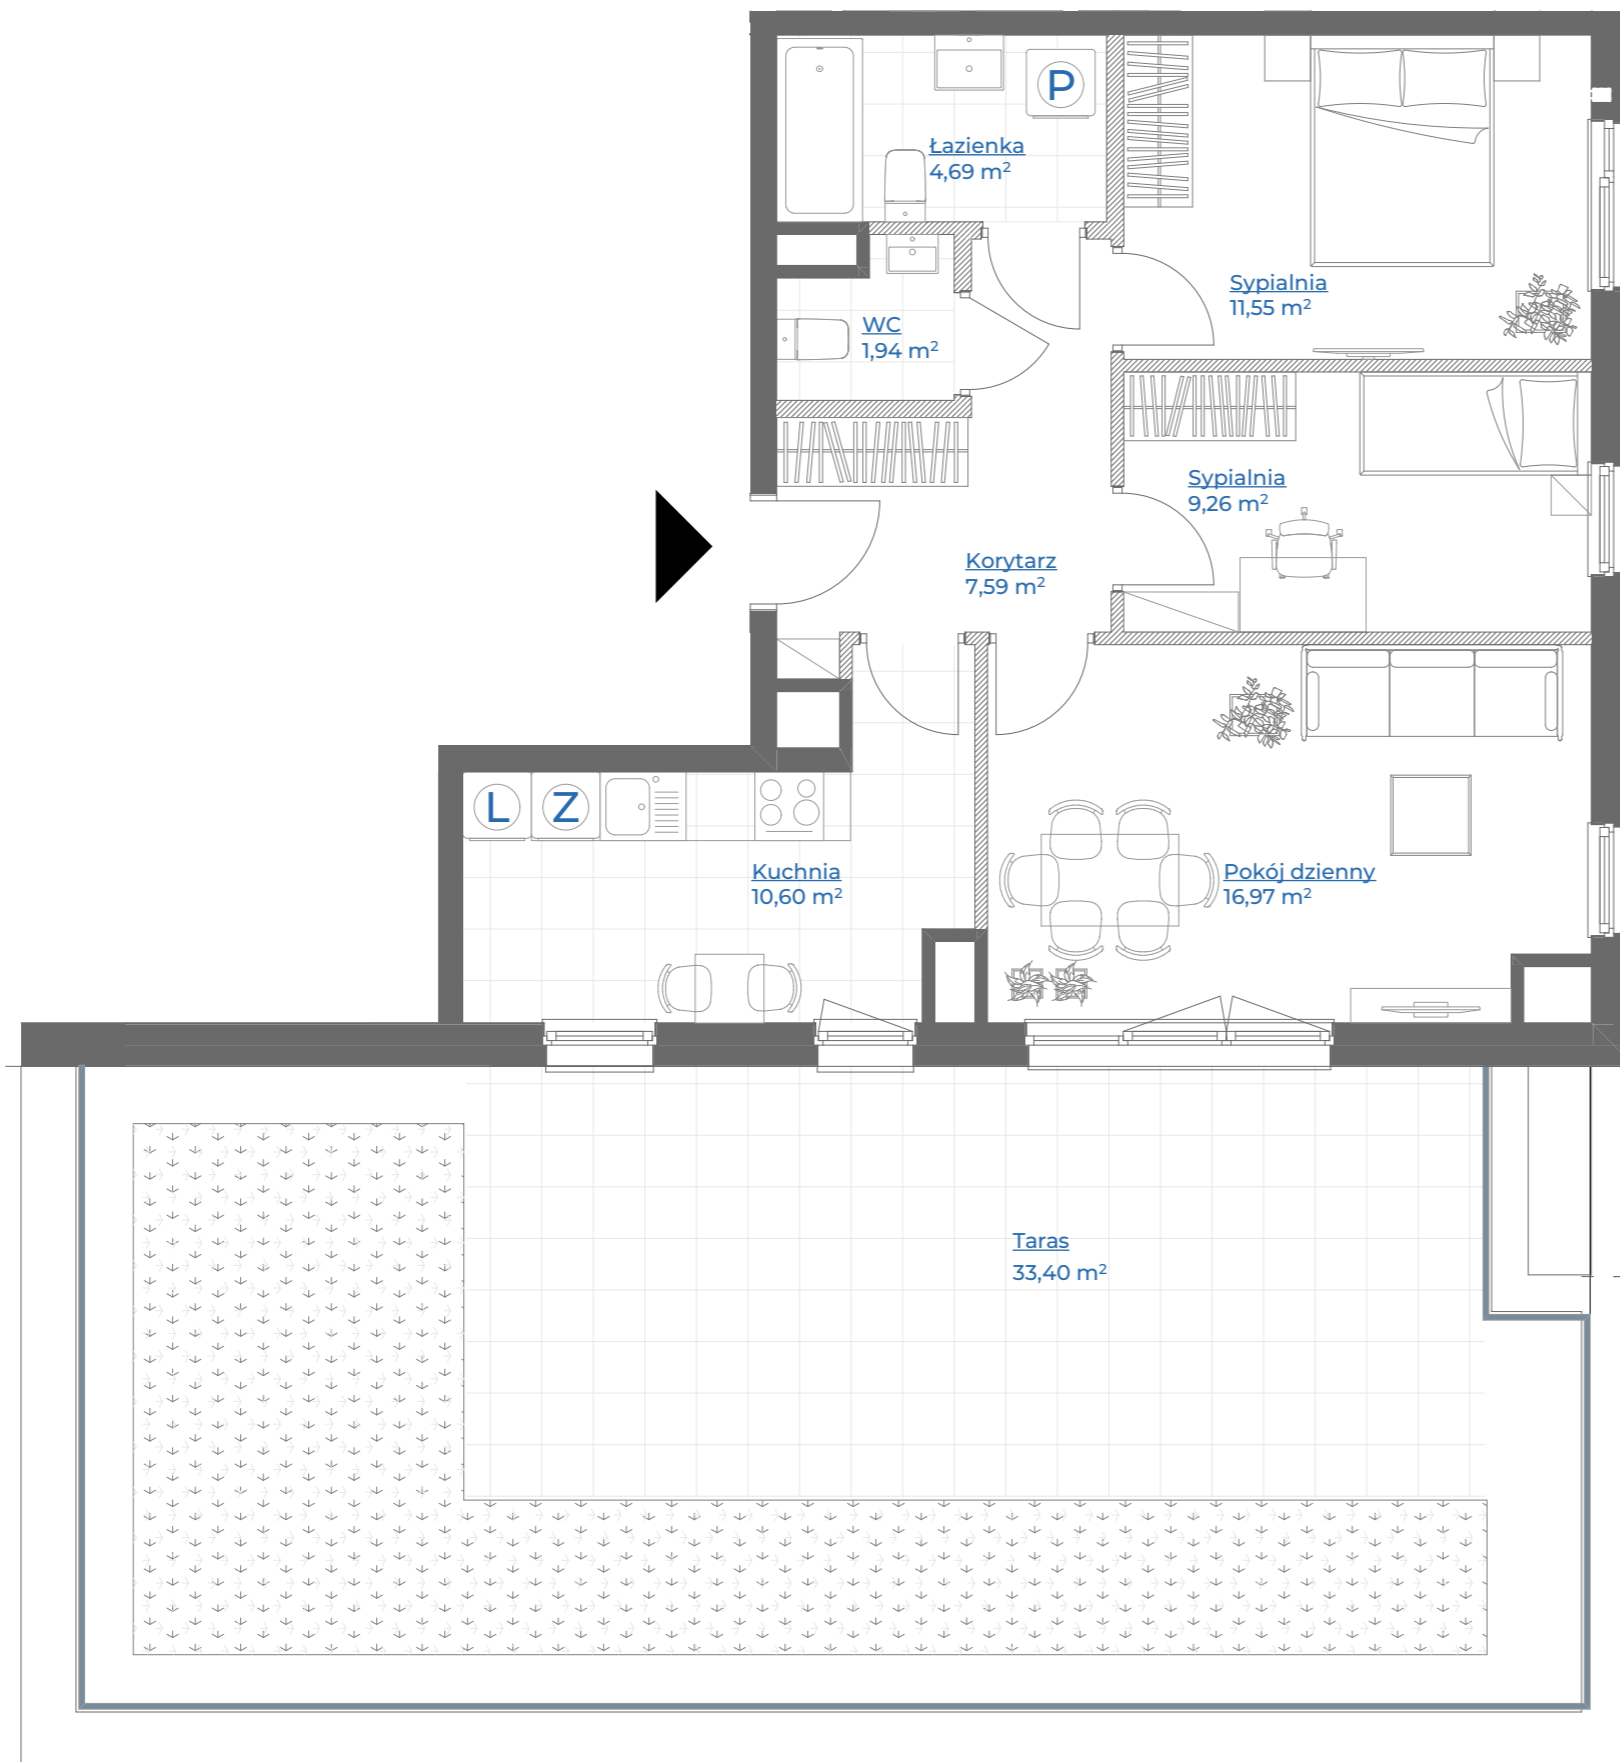 P
Łazienka
4,69 m²
Sypialnia
11,55 m²
WC
1,94 m²
Sypialnia
9,26 m²
Korytarz
7,59 m²
L
Z
Kuchnia
10,60 m²
Pokój dzienny
16,97 m²
Taras
33,40 m²